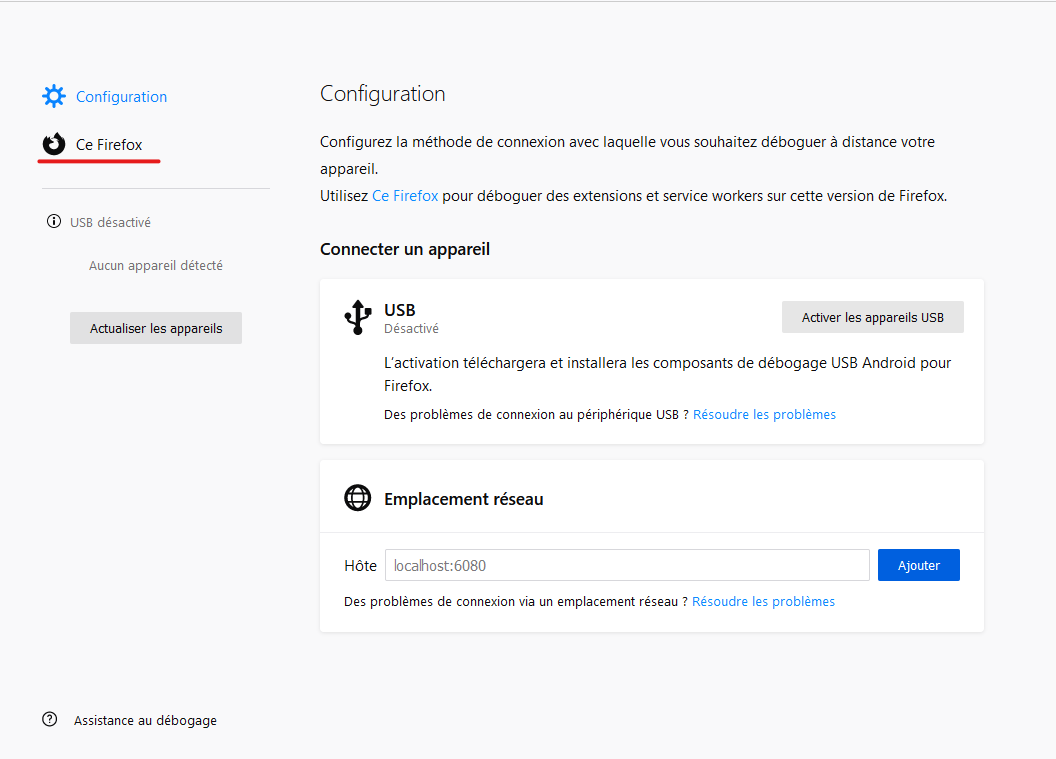 Configuration
Ce Firefox
USB désactivé
Aucun appareil détecté
Actualiser les appareils
Assistance au débogage
Configuration
Configurez la méthode de connexion avec laquelle vous souhaitez déboguer à distance votre
appareil.
Utilisez Ce Firefox pour déboguer des extensions et service workers sur cette version de Firefox.
Connecter un appareil
USB
Désactivé
Activer les appareils USB
L’activation téléchargera et installera les composants de débogage USB Android pour
Firefox.
Des problèmes de connexion au périphérique USB ? Résoudre les problèmes
Emplacement réseau
Hôte localhost:6080 Ajouter
Des problèmes de connexion via un emplacement réseau ? Résoudre les problèmes